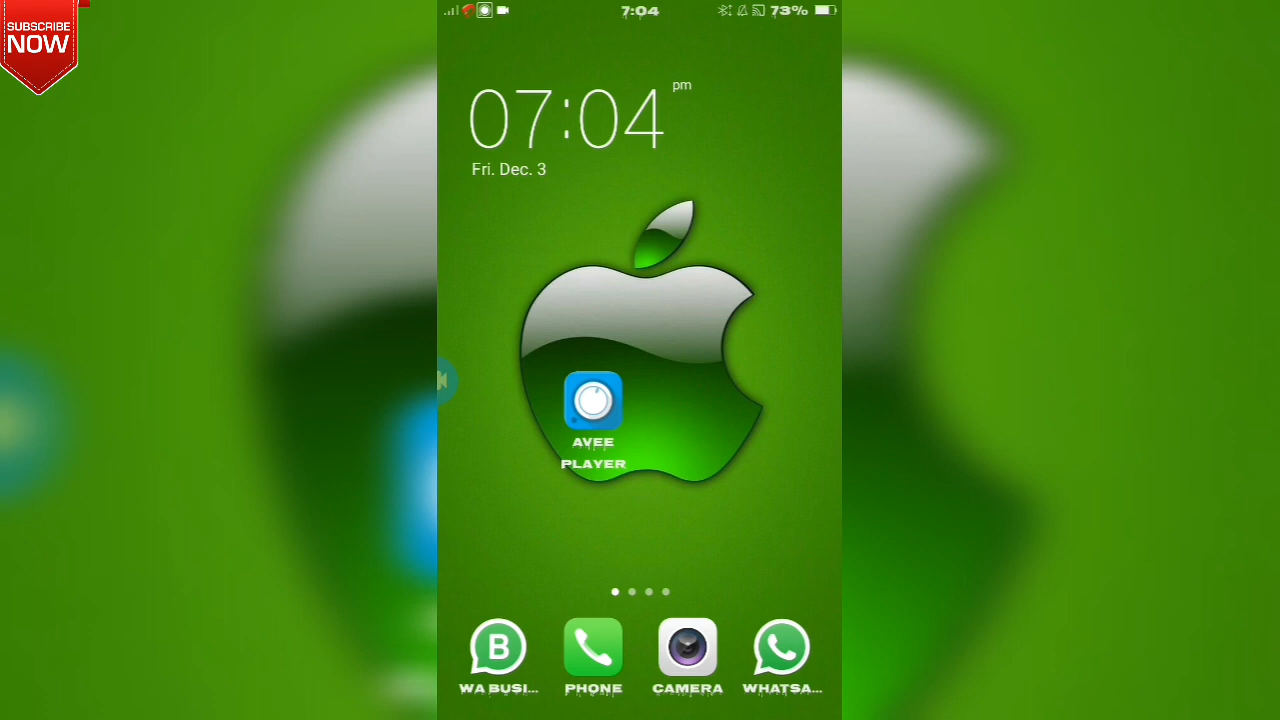 SUBSCRIBE
NOW
7:04
73%
07:04 pm
Fri. Dec. 3
AVEE
PLAYER
B
WA BUSI...
PHONE
CAMERA
WHATSA...